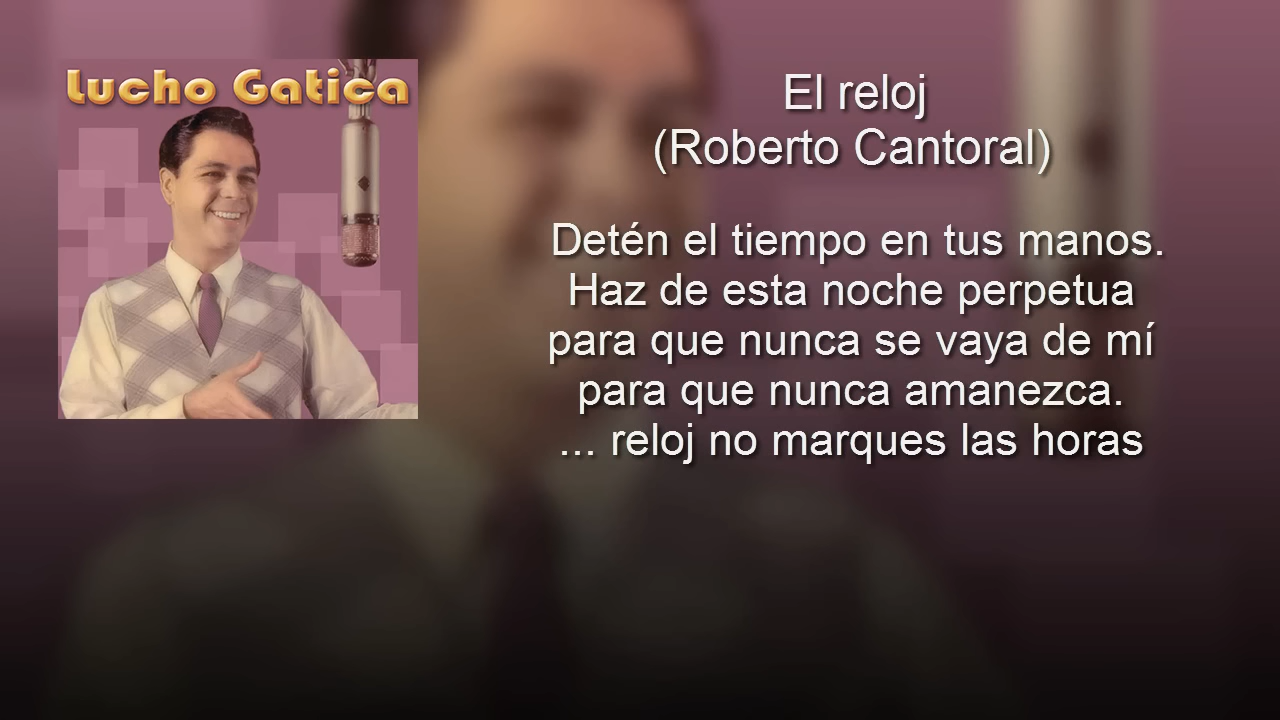 Lucho Gatica
El reloj
(Roberto Cantoral)
Detén el tiempo en tus manos.
Haz de esta noche perpetua
para que nunca se vaya de mí
para que nunca amanezca.
... reloj no marques las horas